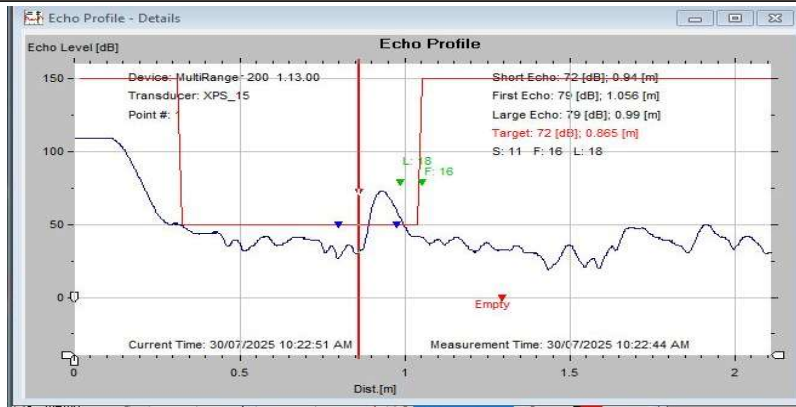 Echo Profile - Details
Echo Level [dB]
Echo Profile
150
Device: MultiRanger 200 1.13.00
Short Echo: 72 [dB]; 0.94 [m]
Transducer: XPS_15
First Echo: 79 [dB]; 1.056 [m]
Point #: 1
Large Echo: 79 [dB]; 0.99 [m]
Target: 72 [dB]; 0.865 [m]
S: 11 F: 16 L: 18
100
L: 18
F: 16
50
0
Empty
Current Time: 30/07/2025 10:22:51 AM
Measurement Time: 30/07/2025 10:22:44 AM
0 0.5 1 1.5 2
Dist.[m]